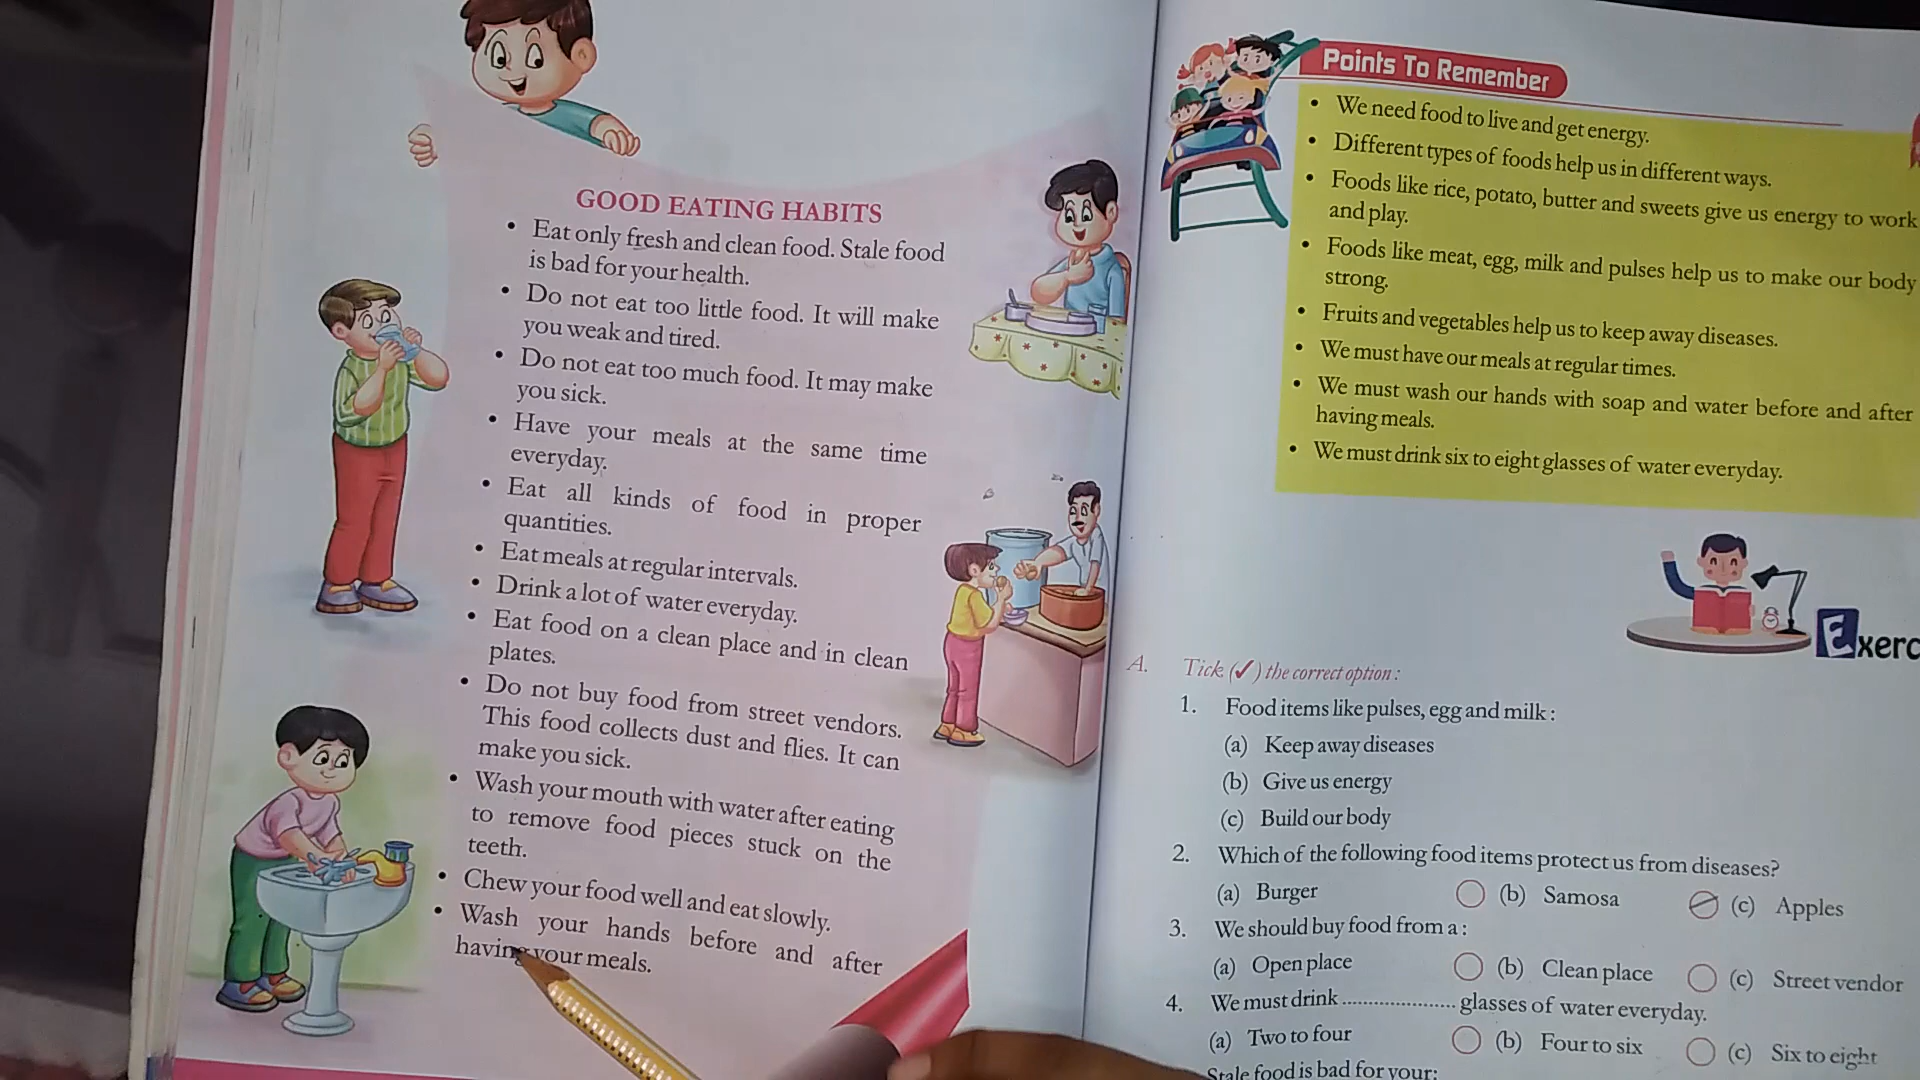 GOOD EATING HABITS
• Eat only fresh and clean food. Stale food
is bad for your health.
• Do not eat too little food. It will make
you weak and tired.
• Do not eat too much food. It may make
you sick.
• Have your meals at the same time
everyday.
• Eat all kinds of food in proper
quantities.
• Eat meals at regular intervals.
• Drink a lot of water everyday.
• Eat food on a clean place and in clean
plates.
• Do not buy food from street vendors.
This food collects dust and flies. It can
make you sick.
• Wash your mouth with water after eating
to remove food pieces stuck on the
teeth.
• Chew your food well and eat slowly.
• Wash your hands before and after
having your meals.
Points To Remember
• We need food to live and get energy.
• Different types of foods help us in different ways.
• Foods like rice, potato, butter and sweets give us energy to work
and play.
• Foods like meat, egg, milk and pulses help us to make our body
strong.
• Fruits and vegetables help us to keep away diseases.
• We must have our meals at regular times.
• We must wash our hands with soap and water before and after
having meals.
• We must drink six to eight glasses of water everyday.
Exerc
A. Tick (✓) the correct option :
1. Food items like pulses, egg and milk :
(a) Keep away diseases
(b) Give us energy
(c) Build our body
2. Which of the following food items protect us from diseases?
(a) Burger (b) Samosa (c) Apples
3. We should buy food from a :
(a) Open place (b) Clean place (c) Street vendor
4. We must drink .................... glasses of water everyday.
(a) Two to four (b) Four to six (c) Six to eight
Stale food is bad for your: